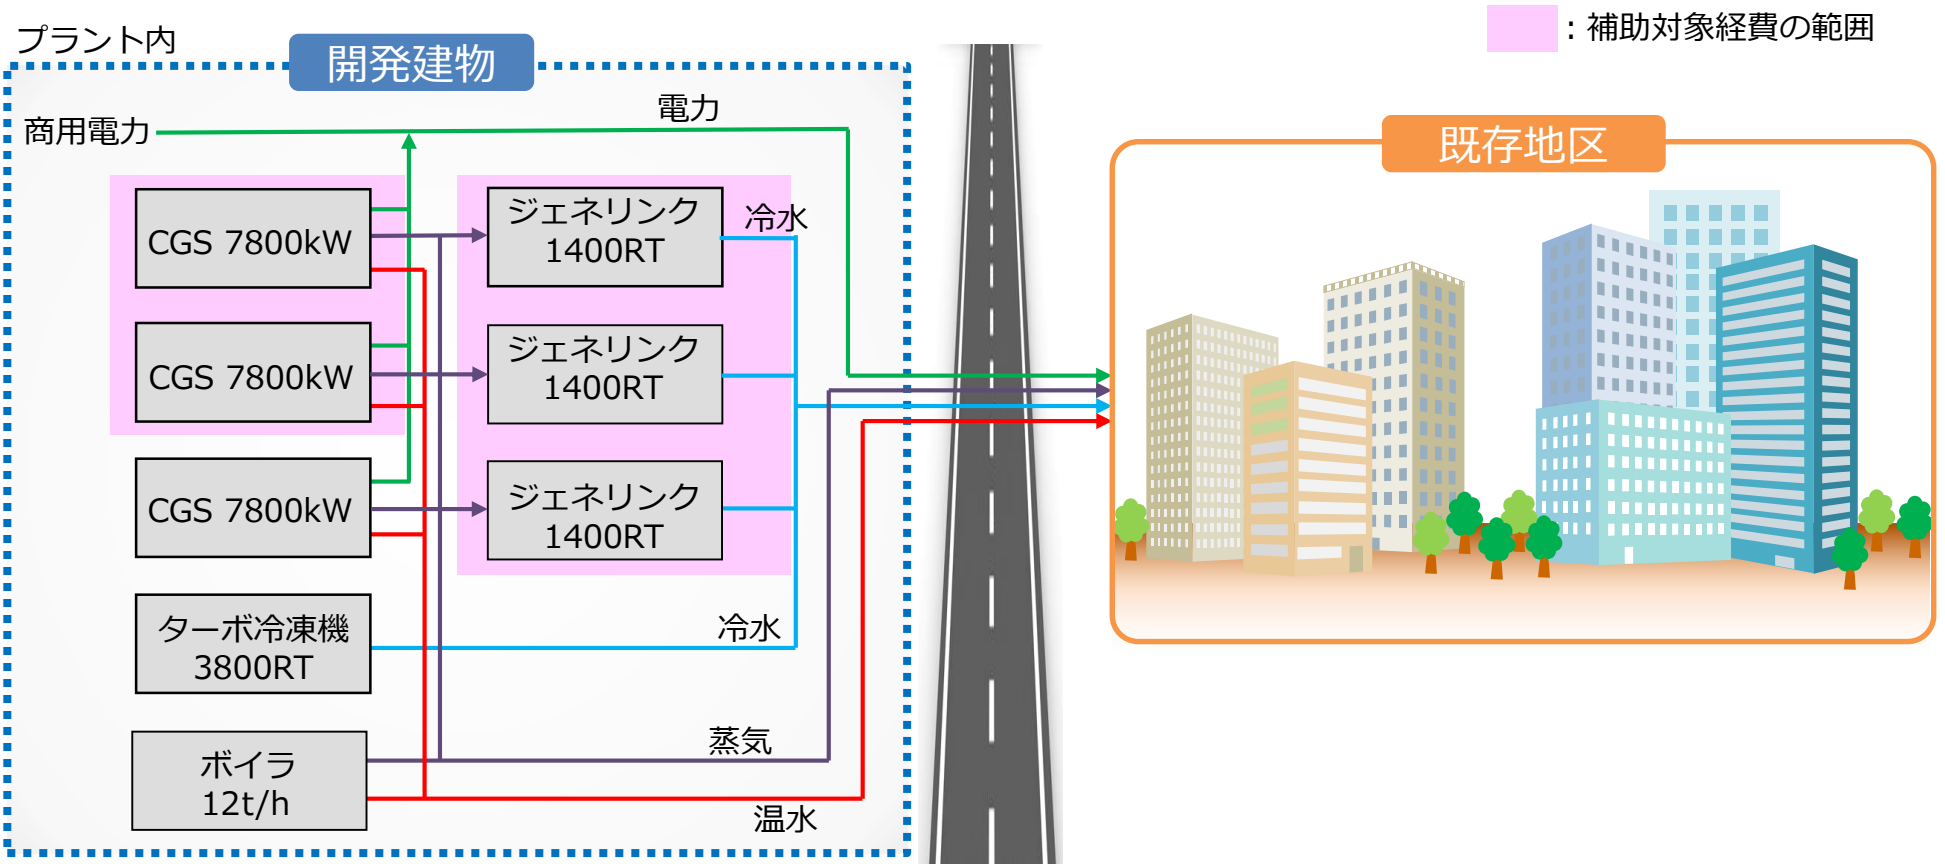 プラント内
開発建物
：補助対象経費の範囲
商用電力
電力
既存地区
CGS 7800kW
ジェネリンク
1400RT
冷水
CGS 7800kW
ジェネリンク
1400RT
CGS 7800kW
ジェネリンク
1400RT
ターボ冷凍機
3800RT
冷水
ボイラ
12t/h
蒸気
温水